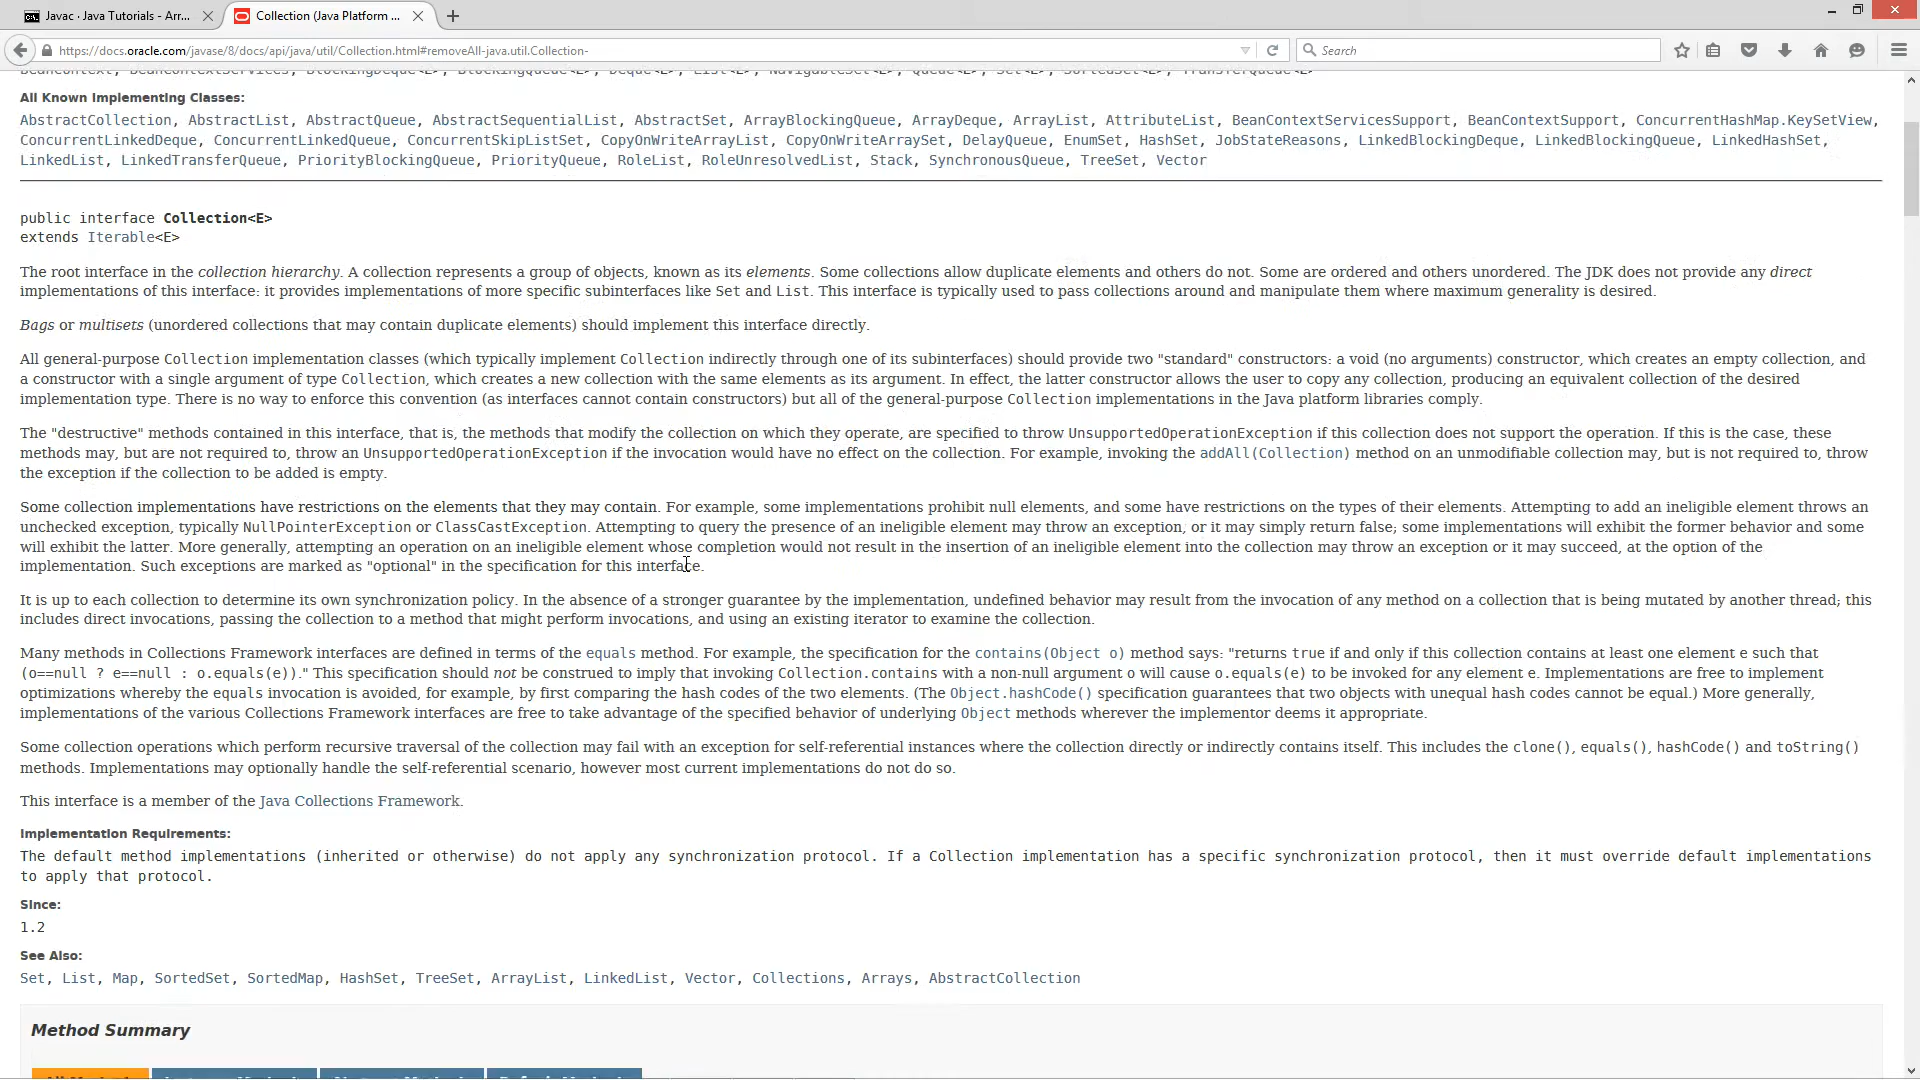 Javac · Java Tutorials - Arr...
Collection (Java Platform ...
https://docs.oracle.com/javase/8/docs/api/java/util/Collection.html#removeAll-java.util.Collection-
Search
BeanContext, BeanContextServices, BlockingDeque<E>, BlockingQueue<E>, Deque<E>, List<E>, NavigableSet<E>, Queue<E>, Set<E>, SortedSet<E>, TransferQueue<E>
All Known Implementing Classes:
AbstractCollection, AbstractList, AbstractQueue, AbstractSequentialList, AbstractSet, ArrayBlockingQueue, ArrayDeque, ArrayList, AttributeList, BeanContextServicesSupport, BeanContextSupport, ConcurrentHashMap.KeySetView,
ConcurrentLinkedDeque, ConcurrentLinkedQueue, ConcurrentSkipListSet, CopyOnWriteArrayList, CopyOnWriteArraySet, DelayQueue, EnumSet, HashSet, JobStateReasons, LinkedBlockingDeque, LinkedBlockingQueue, LinkedHashSet,
LinkedList, LinkedTransferQueue, PriorityBlockingQueue, PriorityQueue, RoleList, RoleUnresolvedList, Stack, SynchronousQueue, TreeSet, Vector
public interface Collection<E>
extends Iterable<E>
The root interface in the collection hierarchy. A collection represents a group of objects, known as its elements. Some collections allow duplicate elements and others do not. Some are ordered and others unordered. The JDK does not provide any direct
implementations of this interface: it provides implementations of more specific subinterfaces like Set and List. This interface is typically used to pass collections around and manipulate them where maximum generality is desired.
Bags or multisets (unordered collections that may contain duplicate elements) should implement this interface directly.
All general-purpose Collection implementation classes (which typically implement Collection indirectly through one of its subinterfaces) should provide two "standard" constructors: a void (no arguments) constructor, which creates an empty collection, and
a constructor with a single argument of type Collection, which creates a new collection with the same elements as its argument. In effect, the latter constructor allows the user to copy any collection, producing an equivalent collection of the desired
implementation type. There is no way to enforce this convention (as interfaces cannot contain constructors) but all of the general-purpose Collection implementations in the Java platform libraries comply.
The "destructive" methods contained in this interface, that is, the methods that modify the collection on which they operate, are specified to throw UnsupportedOperationException if this collection does not support the operation. If this is the case, these
methods may, but are not required to, throw an UnsupportedOperationException if the invocation would have no effect on the collection. For example, invoking the addAll(Collection) method on an unmodifiable collection may, but is not required to, throw
the exception if the collection to be added is empty.
Some collection implementations have restrictions on the elements that they may contain. For example, some implementations prohibit null elements, and some have restrictions on the types of their elements. Attempting to add an ineligible element throws an
unchecked exception, typically NullPointerException or ClassCastException. Attempting to query the presence of an ineligible element may throw an exception, or it may simply return false; some implementations will exhibit the former behavior and some
will exhibit the latter. More generally, attempting an operation on an ineligible element whose completion would not result in the insertion of an ineligible element into the collection may throw an exception or it may succeed, at the option of the
implementation. Such exceptions are marked as "optional" in the specification for this interface.
It is up to each collection to determine its own synchronization policy. In the absence of a stronger guarantee by the implementation, undefined behavior may result from the invocation of any method on a collection that is being mutated by another thread; this
includes direct invocations, passing the collection to a method that might perform invocations, and using an existing iterator to examine the collection.
Many methods in Collections Framework interfaces are defined in terms of the equals method. For example, the specification for the contains(Object o) method says: "returns true if and only if this collection contains at least one element e such that
(o==null ? e==null : o.equals(e))." This specification should not be construed to imply that invoking Collection.contains with a non-null argument o will cause o.equals(e) to be invoked for any element e. Implementations are free to implement
optimizations whereby the equals invocation is avoided, for example, by first comparing the hash codes of the two elements. (The Object.hashCode() specification guarantees that two objects with unequal hash codes cannot be equal.) More generally,
implementations of the various Collections Framework interfaces are free to take advantage of the specified behavior of underlying Object methods wherever the implementor deems it appropriate.
Some collection operations which perform recursive traversal of the collection may fail with an exception for self-referential instances where the collection directly or indirectly contains itself. This includes the clone(), equals(), hashCode() and toString()
methods. Implementations may optionally handle the self-referential scenario, however most current implementations do not do so.
This interface is a member of the Java Collections Framework.
Implementation Requirements:
The default method implementations (inherited or otherwise) do not apply any synchronization protocol. If a Collection implementation has a specific synchronization protocol, then it must override default implementations
to apply that protocol.
Since:
1.2
See Also:
Set, List, Map, SortedSet, SortedMap, HashSet, TreeSet, ArrayList, LinkedList, Vector, Collections, Arrays, AbstractCollection
Method Summary